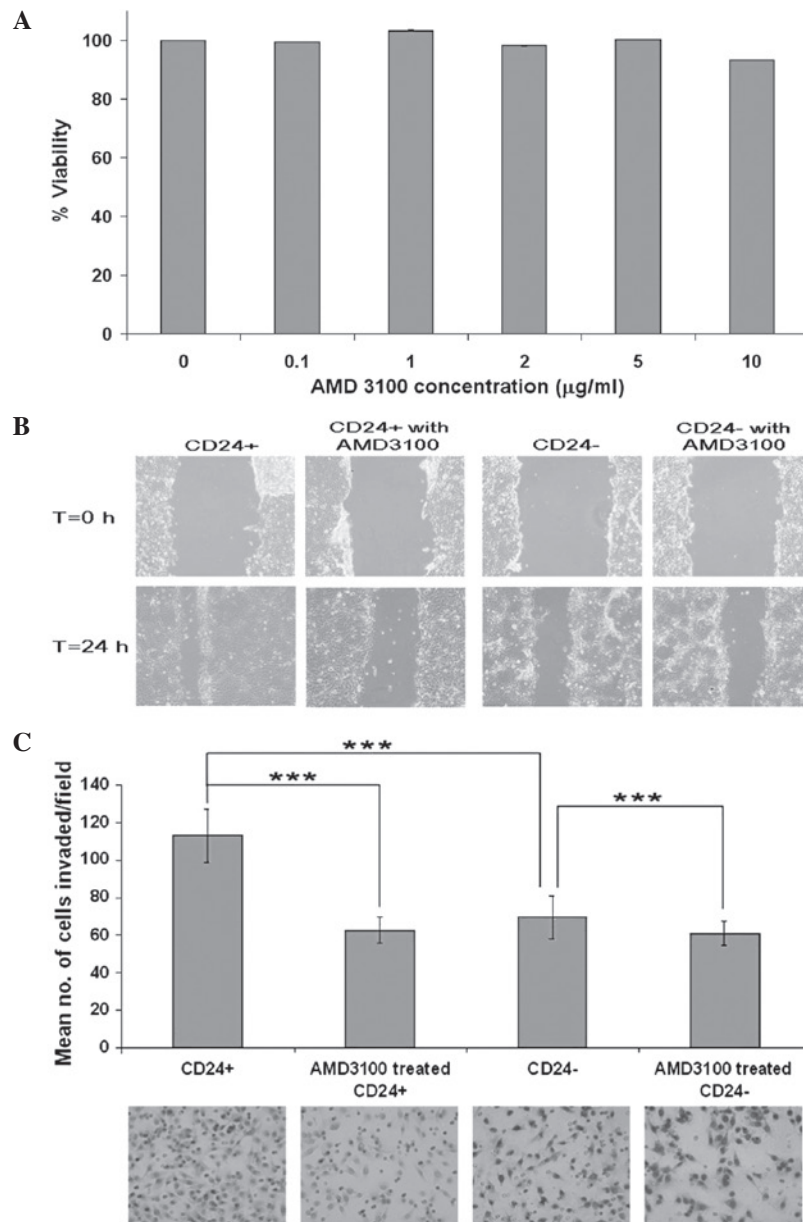 A
100
80
60
40
20
0
% Viability
0 0.1 1 2 5 10
AMD 3100 concentration (µg/ml)
B
CD24+
CD24+ with
AMD3100
CD24-
CD24- with
AMD3100
T=0 h
T=24 h
C
***
***
***
140
120
100
80
60
40
20
0
Mean no. of cells invaded/field
CD24+
AMD3100 treated
CD24+
CD24-
AMD3100 treated
CD24-